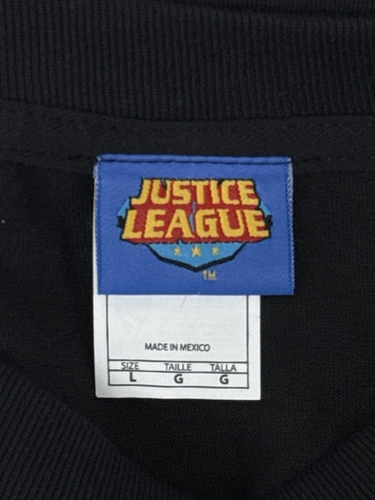 JUSTICE
LEAGUE
TM
MADE IN MEXICO
SIZE TAILLE TALLA
L G G